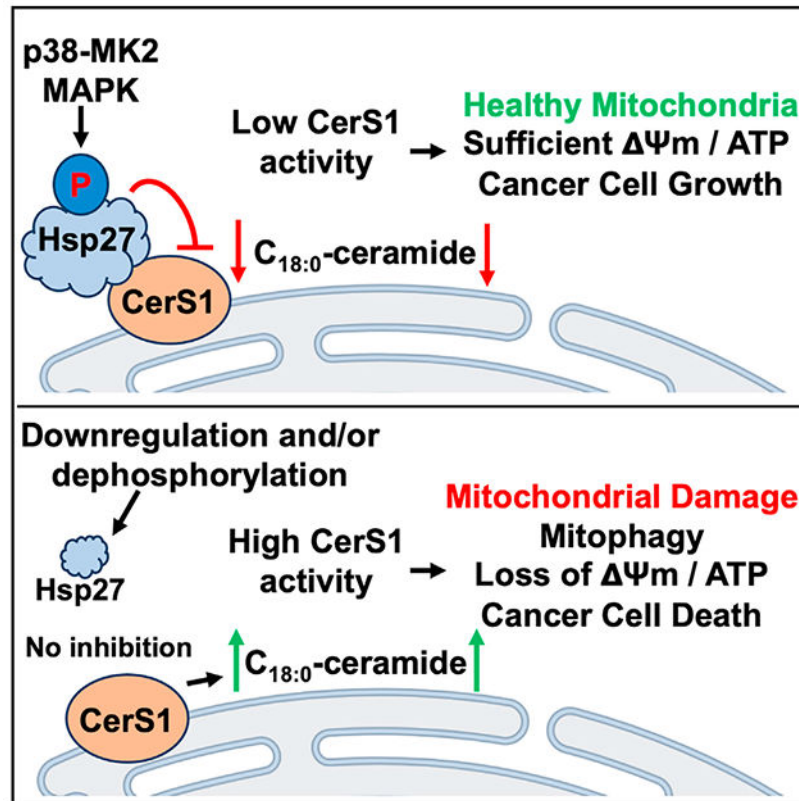 p38-MK2
MAPK
P
Hsp27
CerS1
Low CerS1
activity
Healthy Mitochondria
Sufficient ΔΨm / ATP
Cancer Cell Growth
C18:0-ceramide
Downregulation and/or
dephosphorylation
Hsp27
No inhibition
CerS1
High CerS1
activity
Mitochondrial Damage
Mitophagy
Loss of ΔΨm / ATP
Cancer Cell Death
C18:0-ceramide